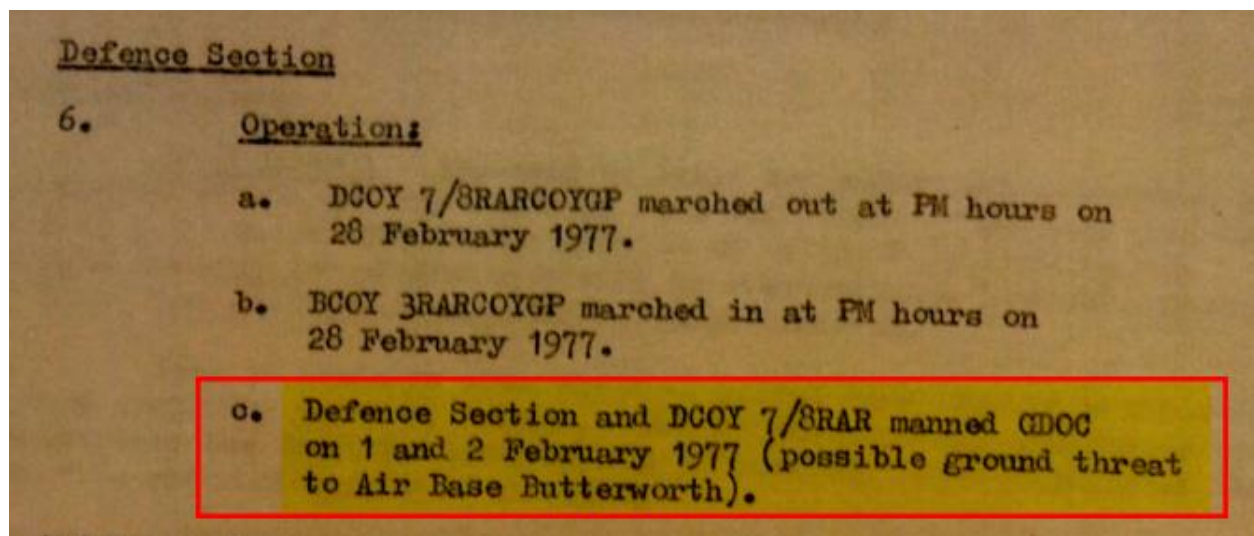 Defence Section
6. Operation:
a. DCOY 7/8RARCOYGP marched out at PM hours on
28 February 1977.
b. BCOY 3RARCOYGP marched in at PM hours on
28 February 1977.
c. Defence Section and DCOY 7/8RAR manned GDOC
on 1 and 2 February 1977 (possible ground threat
to Air Base Butterworth).